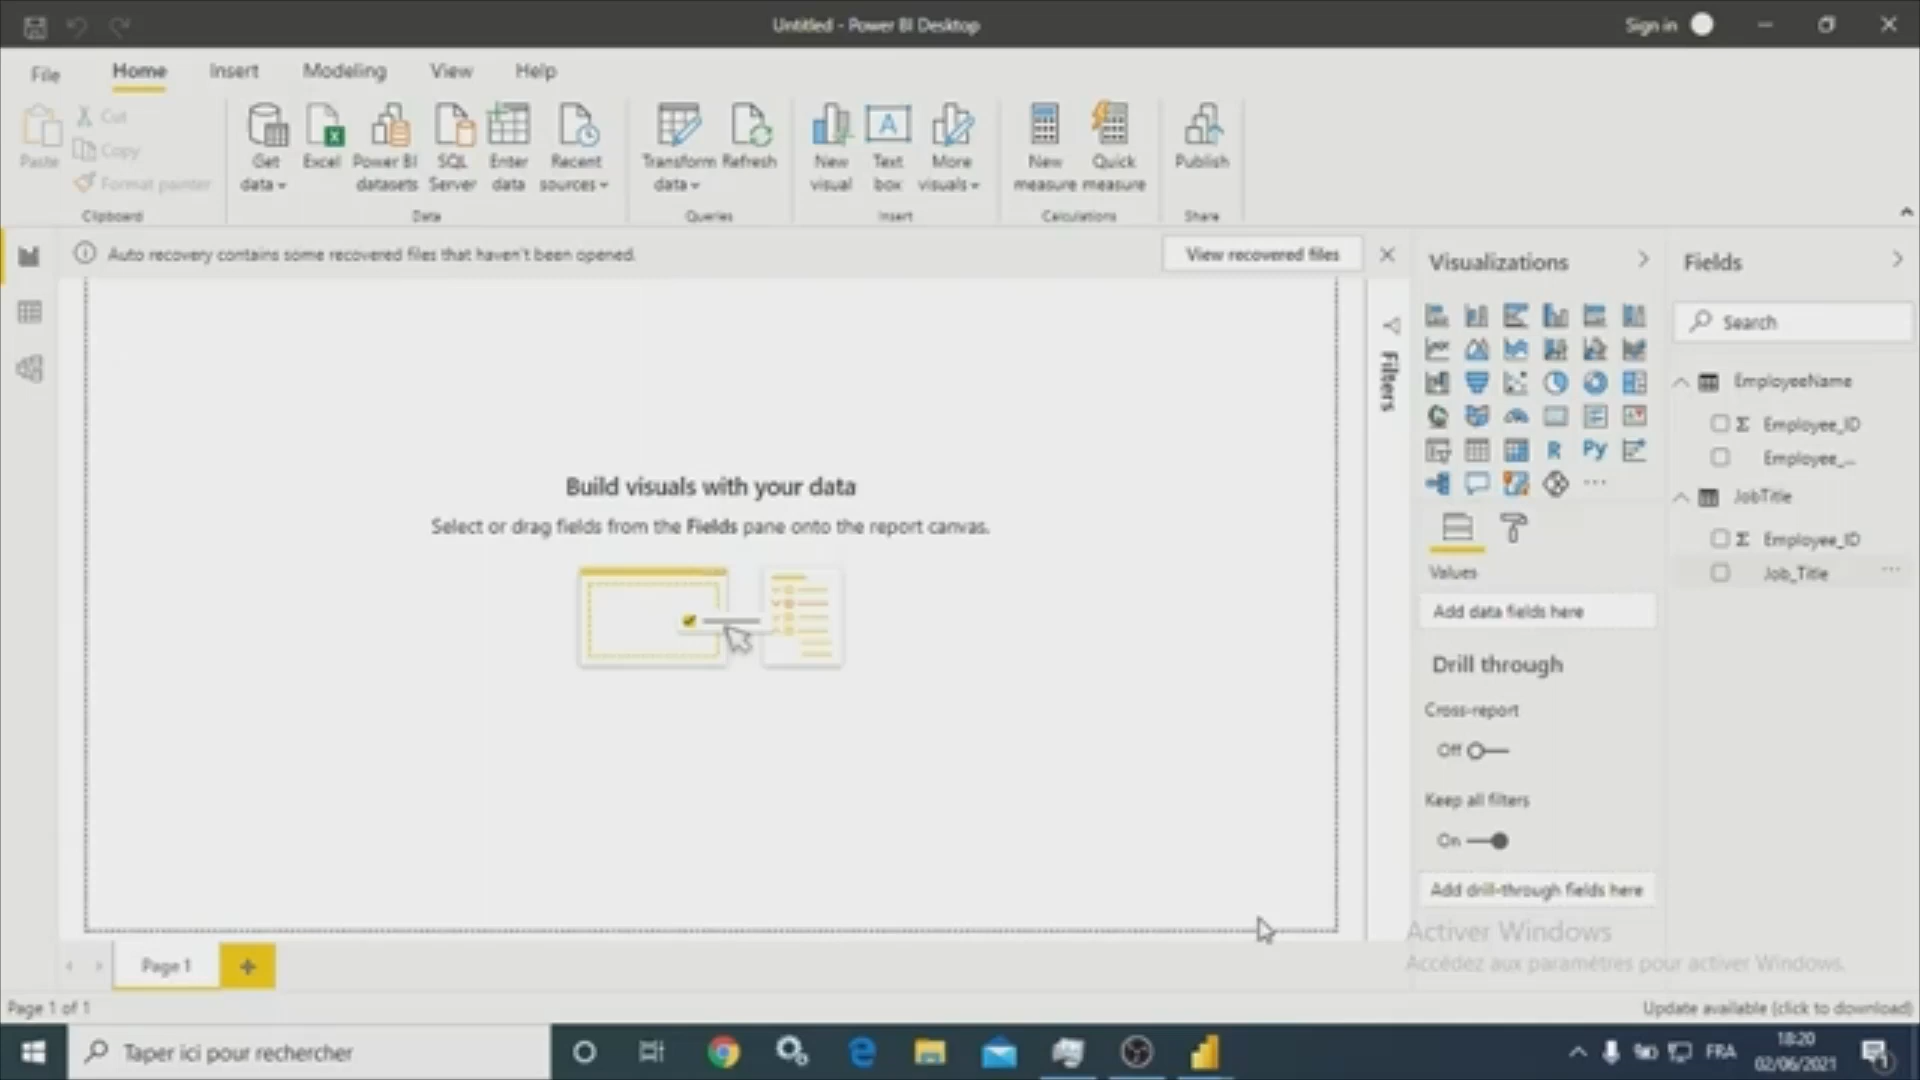 Untitled - Power BI Desktop
Sign in
File Home Insert Modeling View Help
Paste
Cut
Copy
Format painter
Clipboard
Get data
Excel
Power BI datasets
SQL Server
Enter data
Recent sources
Data
Transform data
Refresh
Queries
New visual
Text box
More visuals
Insert
New measure
Quick measure
Calculations
Publish
Share
Auto recovery contains some recovered files that haven't been opened.
View recovered files
Build visuals with your data
Select or drag fields from the Fields pane onto the report canvas.
Filters
Visualizations
R
Py
Values
Add data fields here
Drill through
Cross-report
Off
Keep all filters
On
Add drill-through fields here
Fields
Search
EmployeeName
Σ Employee_ID
Employee_...
JobTitle
Σ Employee_ID
Job_Title
Activer Windows
Accédez aux paramètres pour activer Windows.
Page 1
Page 1 of 1
Update available (click to download)
Taper ici pour rechercher
FRA
18:20
02/06/2021
1